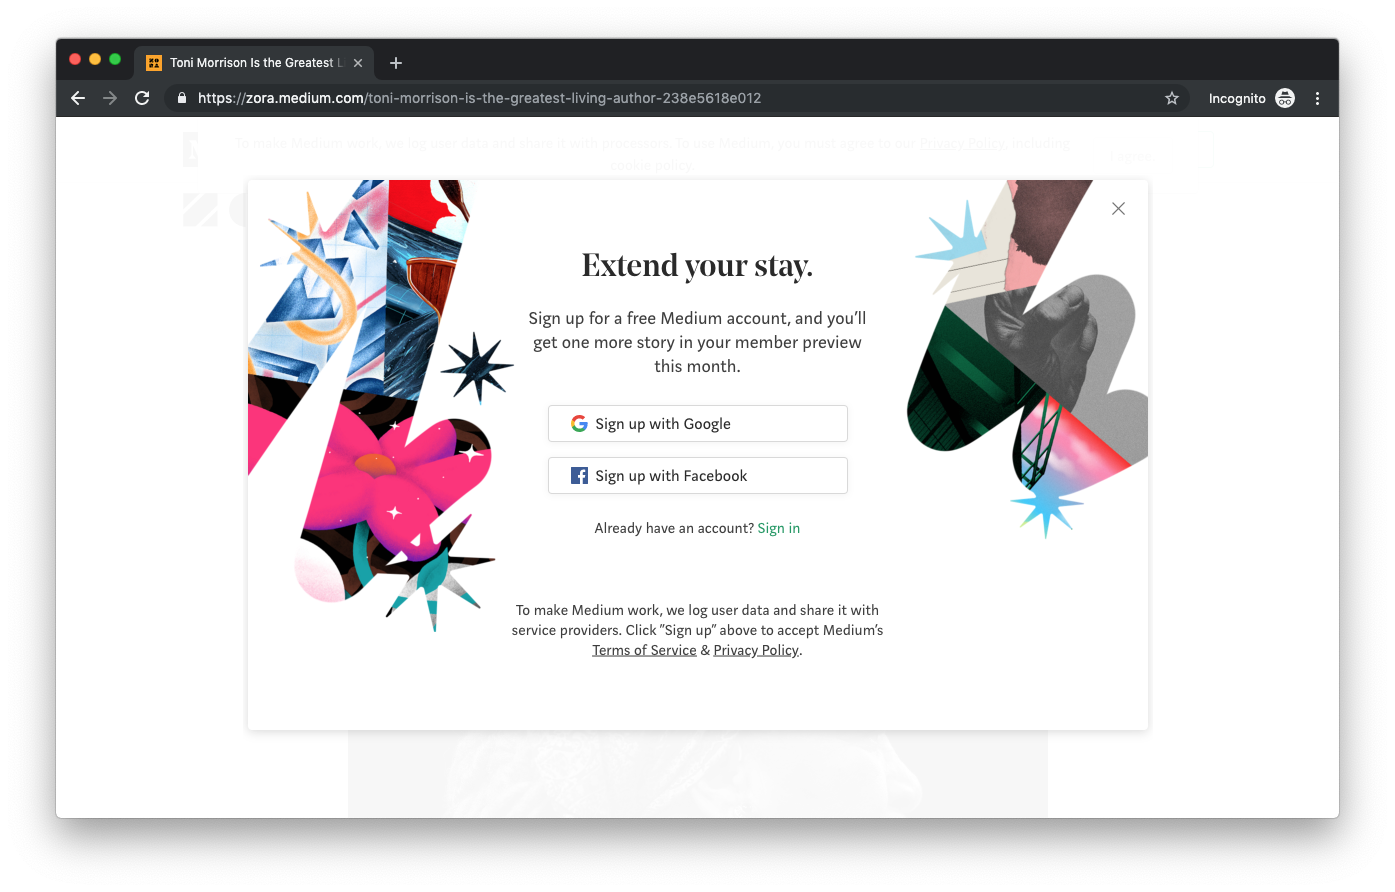 Toni Morrison Is the Greatest L
https://zora.medium.com/toni-morrison-is-the-greatest-living-author-238e5618e012
Incognito
To make Medium work, we log user data and share it with processors. To use Medium, you must agree to our Privacy Policy, including
cookie policy.
Extend your stay.
Sign up for a free Medium account, and you’ll
get one more story in your member preview
this month.
Sign up with Google
Sign up with Facebook
Already have an account? Sign in
To make Medium work, we log user data and share it with
service providers. Click “Sign up” above to accept Medium’s
Terms of Service & Privacy Policy.